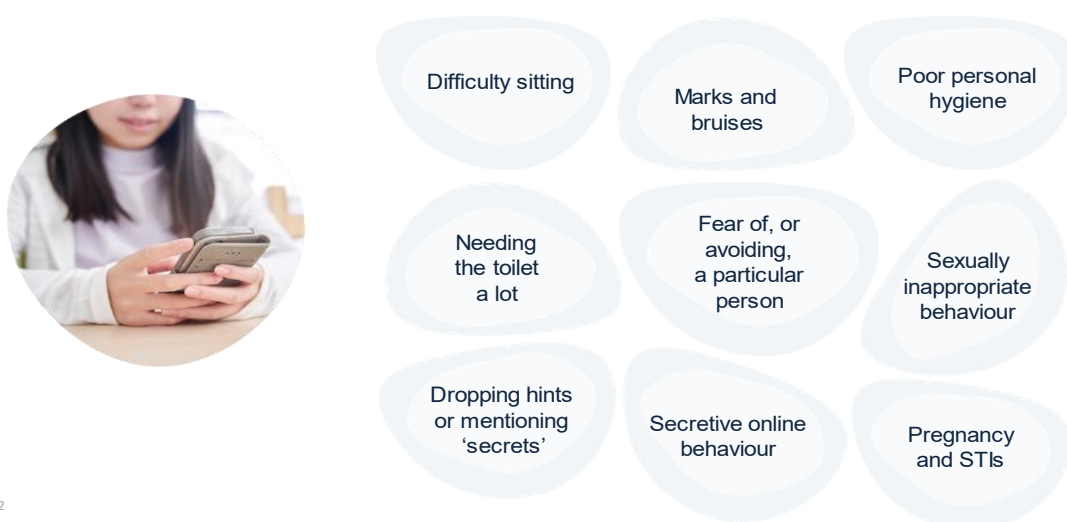 Difficulty sitting
Marks and
bruises
Poor personal
hygiene
Needing
the toilet
a lot
Fear of, or
avoiding,
a particular
person
Sexually
inappropriate
behaviour
Dropping hints
or mentioning
‘secrets’
Secretive online
behaviour
Pregnancy
and STIs
2